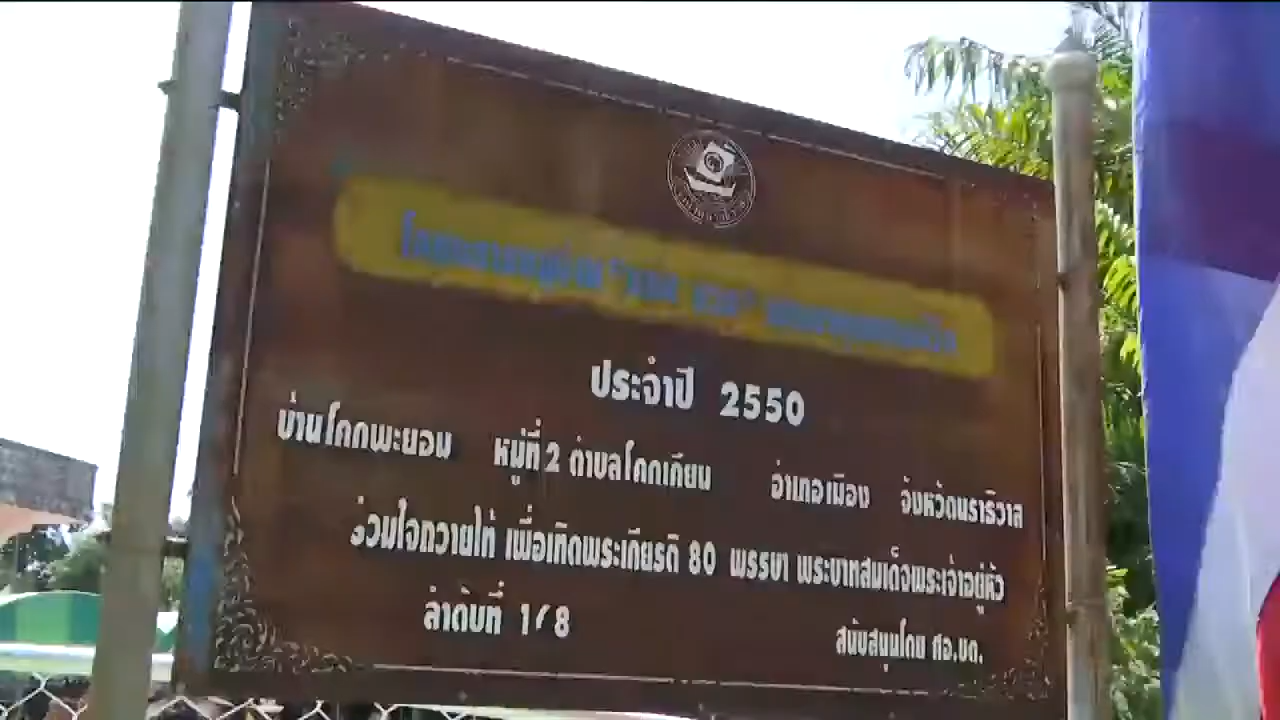 ประจำปี 2550
บ้านโคกพะยอม หมู่ที่ 2 ตำบลโคกเคียน อำเภอเมือง จังหวัดนราธิวาส
ร่วมใจถวายไท้ เพื่อเทิดพระเกียรติ 80 พรรษา พระบาทสมเด็จพระเจ้าอยู่หัว
ลำดับที่
สนับสนุนโดย ศอ.บต.